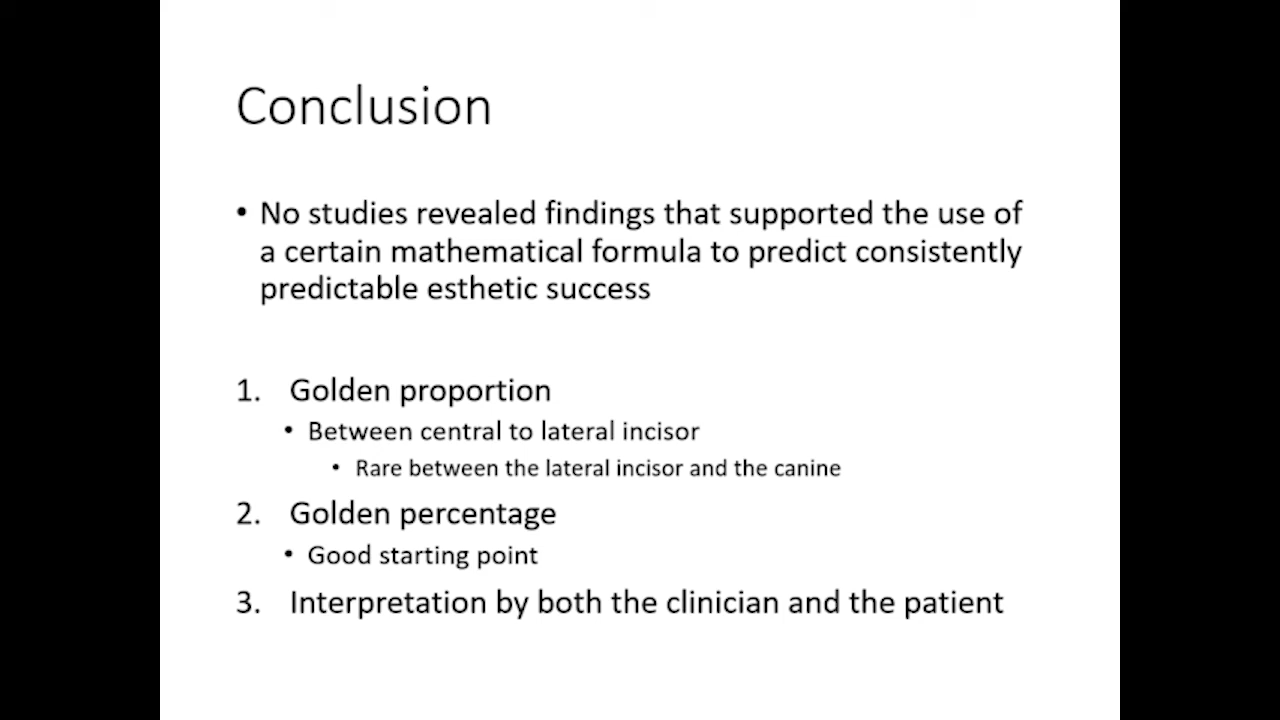 Conclusion
• No studies revealed findings that supported the use of
a certain mathematical formula to predict consistently
predictable esthetic success
1. Golden proportion
• Between central to lateral incisor
• Rare between the lateral incisor and the canine
2. Golden percentage
• Good starting point
3. Interpretation by both the clinician and the patient